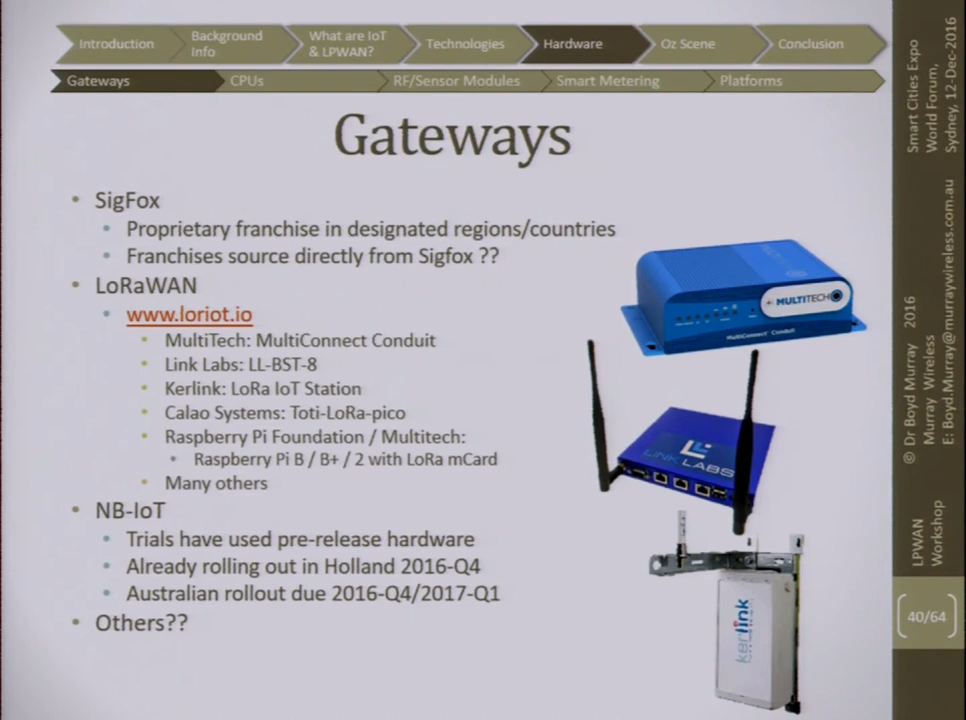 Introduction
Background Info
What are IoT & LPWAN?
Technologies
Hardware
Oz Scene
Conclusion
Gateways
CPUs
RF/Sensor Modules
Smart Metering
Platforms
Gateways
• SigFox
• Proprietary franchise in designated regions/countries
• Franchises source directly from Sigfox ??
• LoRaWAN
• www.loriot.io
• MultiTech: MultiConnect Conduit
• Link Labs: LL-BST-8
• Kerlink: LoRa IoT Station
• Calao Systems: Toti-LoRa-pico
• Raspberry Pi Foundation / Multitech:
• Raspberry Pi B / B+ / 2 with LoRa mCard
• Many others
• NB-IoT
• Trials have used pre-release hardware
• Already rolling out in Holland 2016-Q4
• Australian rollout due 2016-Q4/2017-Q1
• Others??
MULTITECH
MultiConnect Conduit
LINKLABS
kerlink
Smart Cities Expo
World Forum,
Sydney, 12-Dec-2016
© Dr Boyd Murray 2016
Murray Wireless
E: Boyd.Murray@murraywireless.com.au
LPWAN
Workshop
40/64